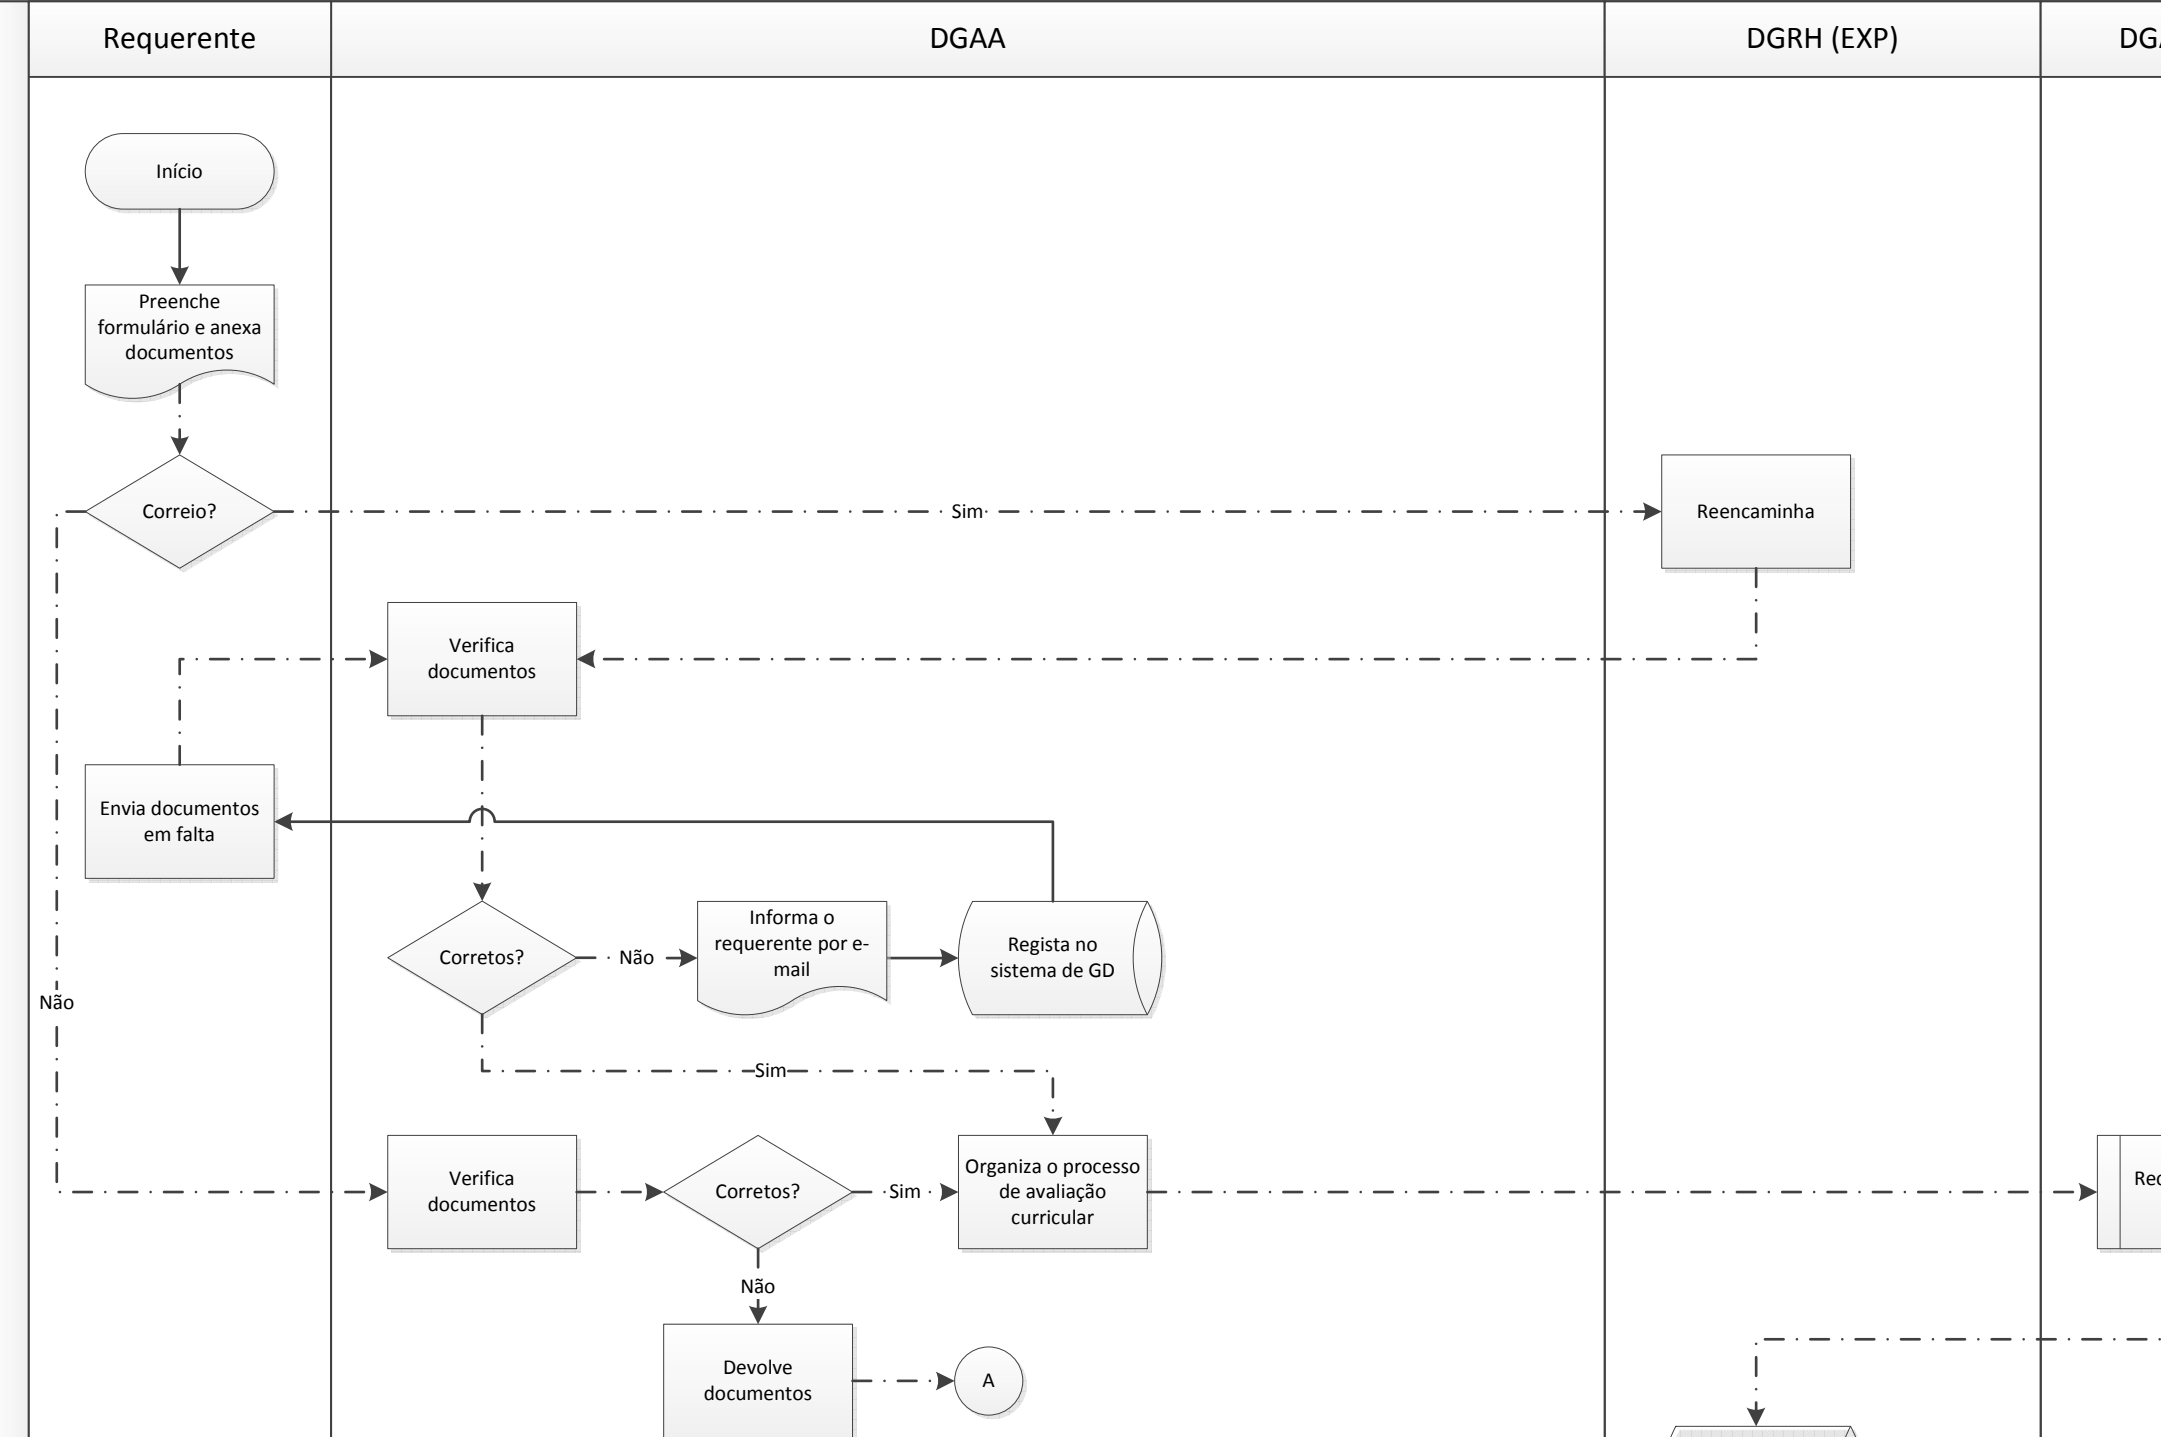 Requerente
DGAA
DGRH (EXP)
Início
Preenche
formulário e anexa
documentos
Correio?
Sim
Reencaminha
Verifica
documentos
Envia documentos
em falta
Corretos?
Não
Informa o
requerente por e-
mail
Regista no
sistema de GD
Não
Sim
Verifica
documentos
Corretos?
Sim
Organiza o processo
de avaliação
curricular
Não
Devolve
documentos
A